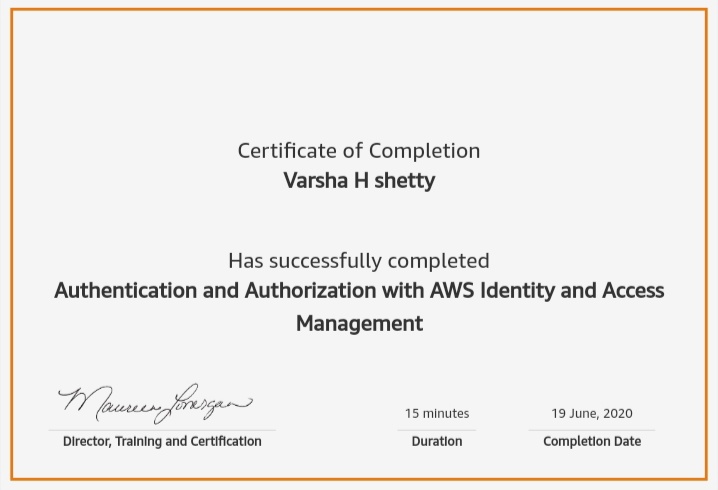 Certificate of Completion
Varsha H shetty
Has successfully completed
Authentication and Authorization with AWS Identity and Access
Management
Maureen Lonergan
15 minutes
19 June, 2020
Director, Training and Certification
Duration
Completion Date